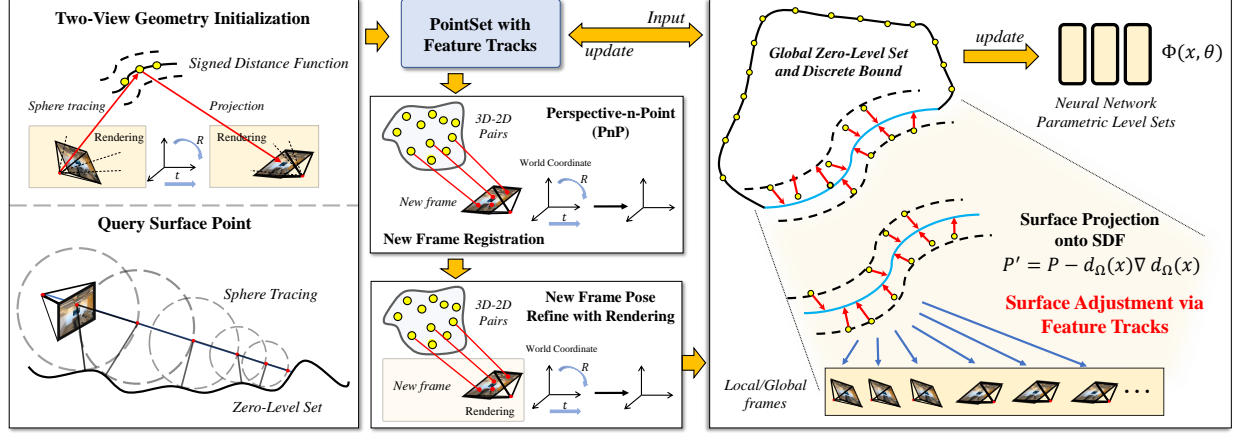 Two-View Geometry Initialization
Signed Distance Function
Sphere tracing
Projection
Rendering
R
t
Rendering
Query Surface Point
Sphere Tracing
Zero-Level Set
PointSet with
Feature Tracks
Input
update
3D-2D
Pairs
Perspective-n-Point
(PnP)
World Coordinate
R
t
New frame
New Frame Registration
3D-2D
Pairs
New Frame Pose
Refine with Rendering
World Coordinate
R
t
New frame
Rendering
Global Zero-Level Set
and Discrete Bound
update
Φ(x, θ)
Neural Network
Parametric Level Sets
Surface Projection
onto SDF
P′ = P − d_Ω(x)∇ d_Ω(x)
Surface Adjustment via
Feature Tracks
Local/Global
frames
···